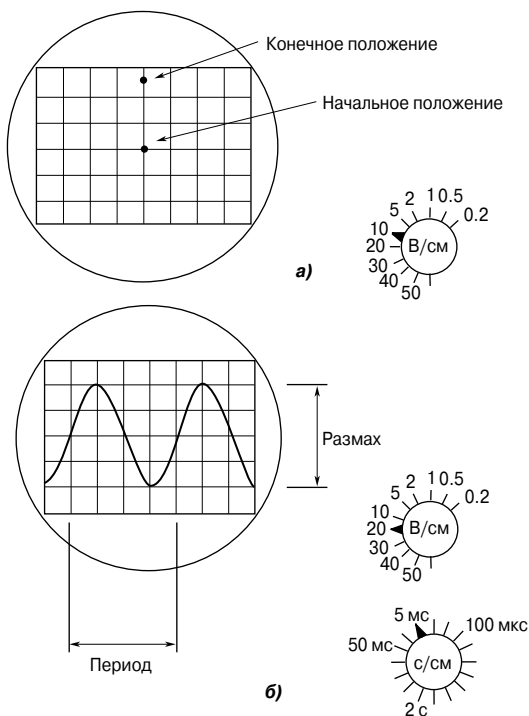 Конечное положение
Начальное положение
10.5
2
5
0.2
10
20
В/см
30
40
50
а)
Размах
10.5
2
5
0.2
10
20
В/см
30
40
50
5 мс
100 мкс
50 мс
с/см
2 с
Период
б)